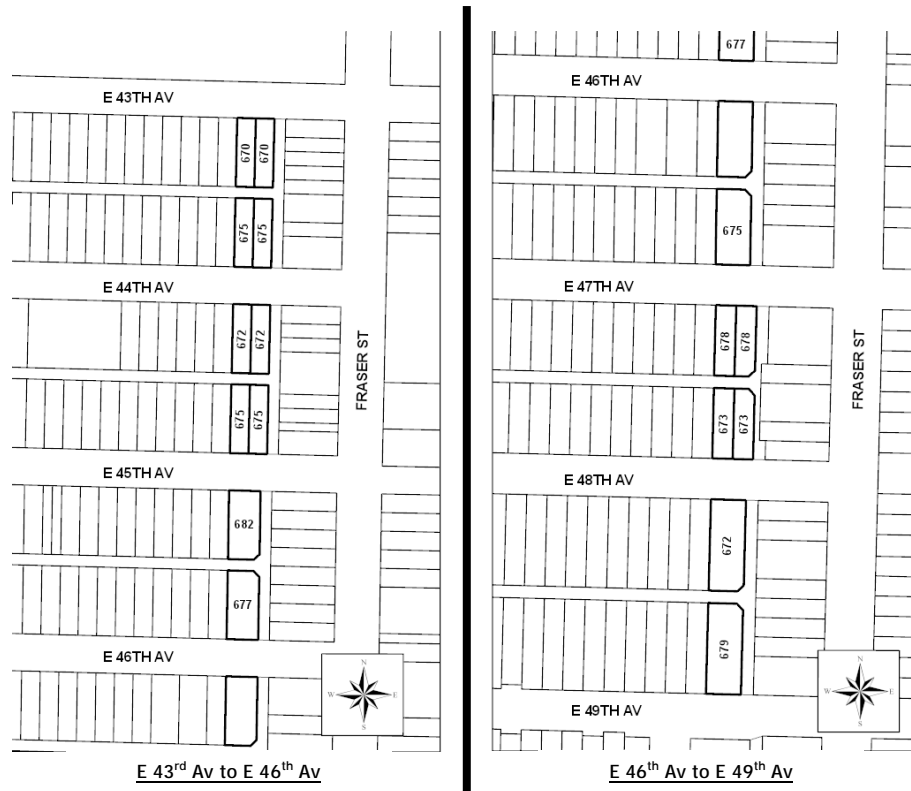 E 43TH AV
670 670
675 675
E 44TH AV
672 672
FRASER ST
675 675
E 45TH AV
682
677
E 46TH AV
N
W E
S
E 43rd Av to E 46th Av
677
E 46TH AV
675
E 47TH AV
678 678
FRASER ST
673 673
E 48TH AV
672
679
N
W E
S
E 49TH AV
E 46th Av to E 49th Av